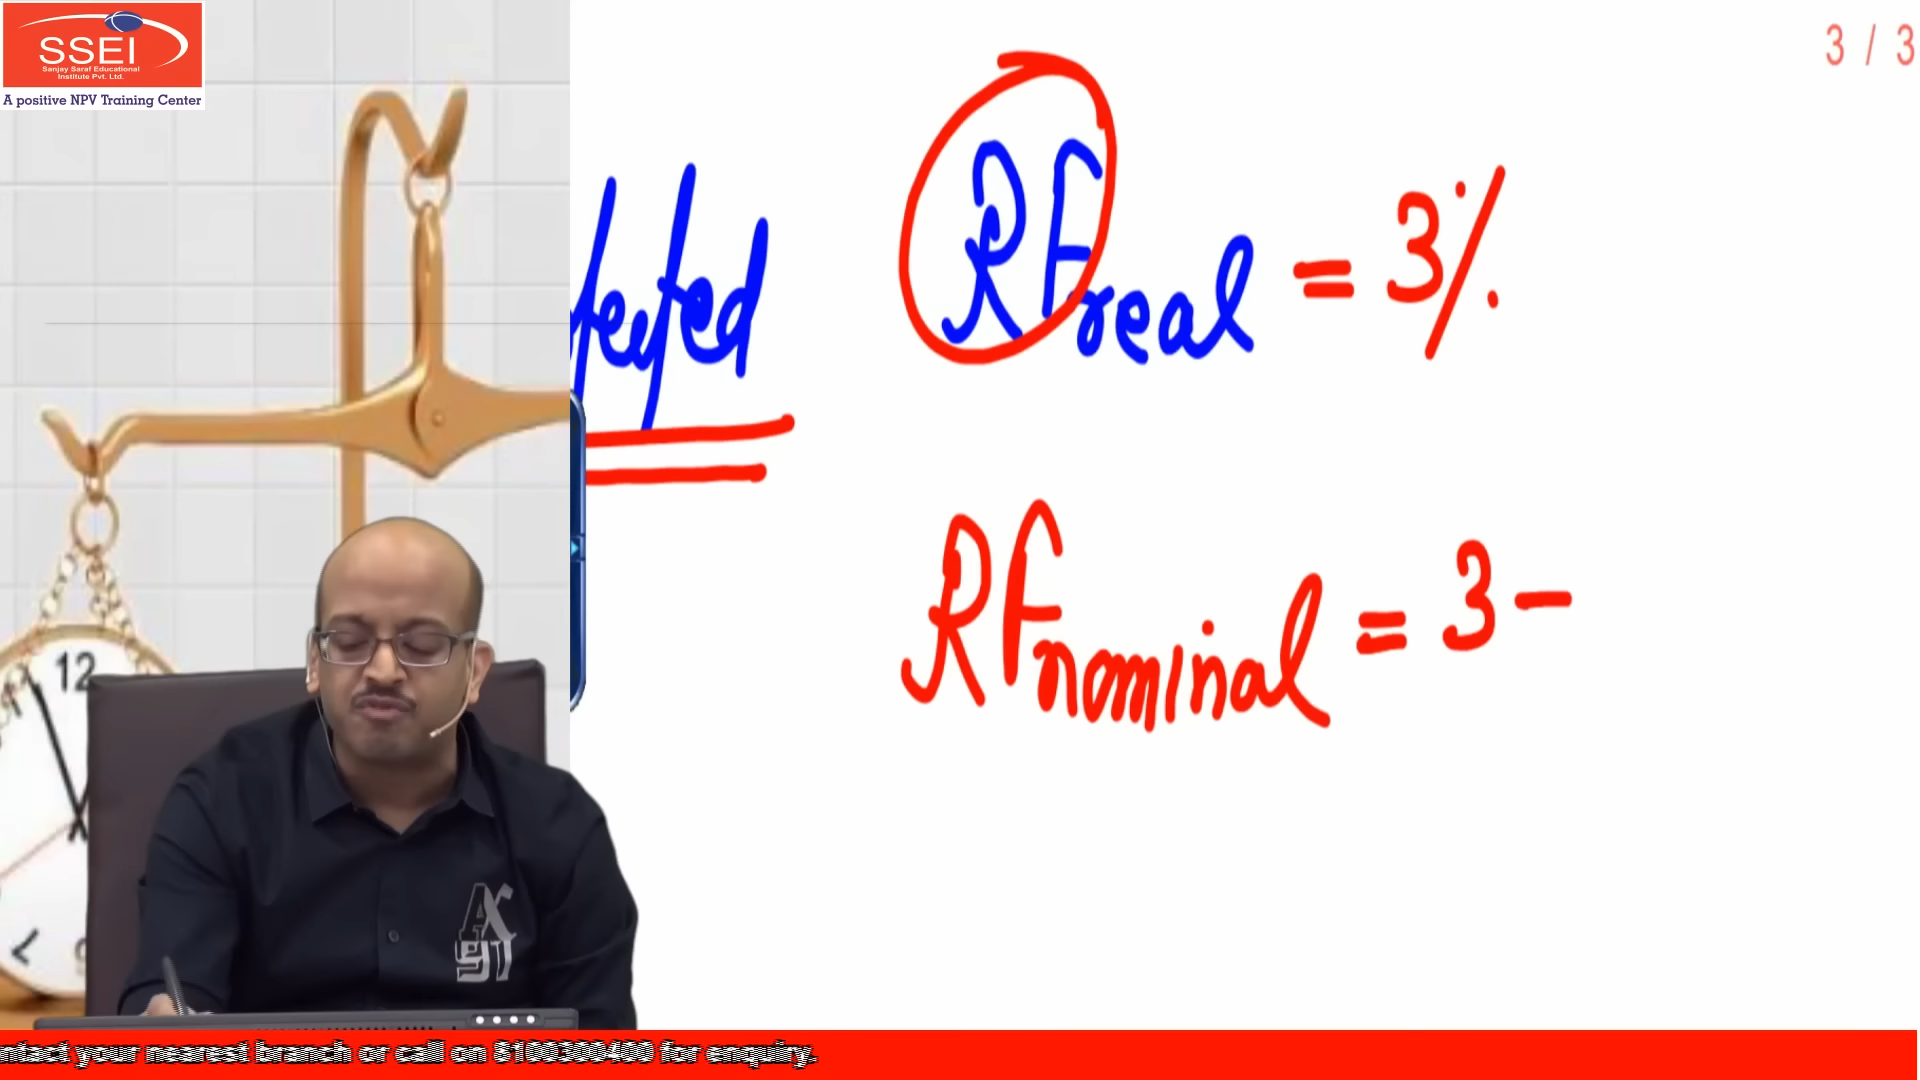 SSEI
Sanjay Saraf Educational
Institute Pvt. Ltd.
A positive NPV Training Center
3 / 3
RFreal = 3%
RFnominal = 3 -
12
ntact your nearest branch or call on 8100300400 for enquiry.